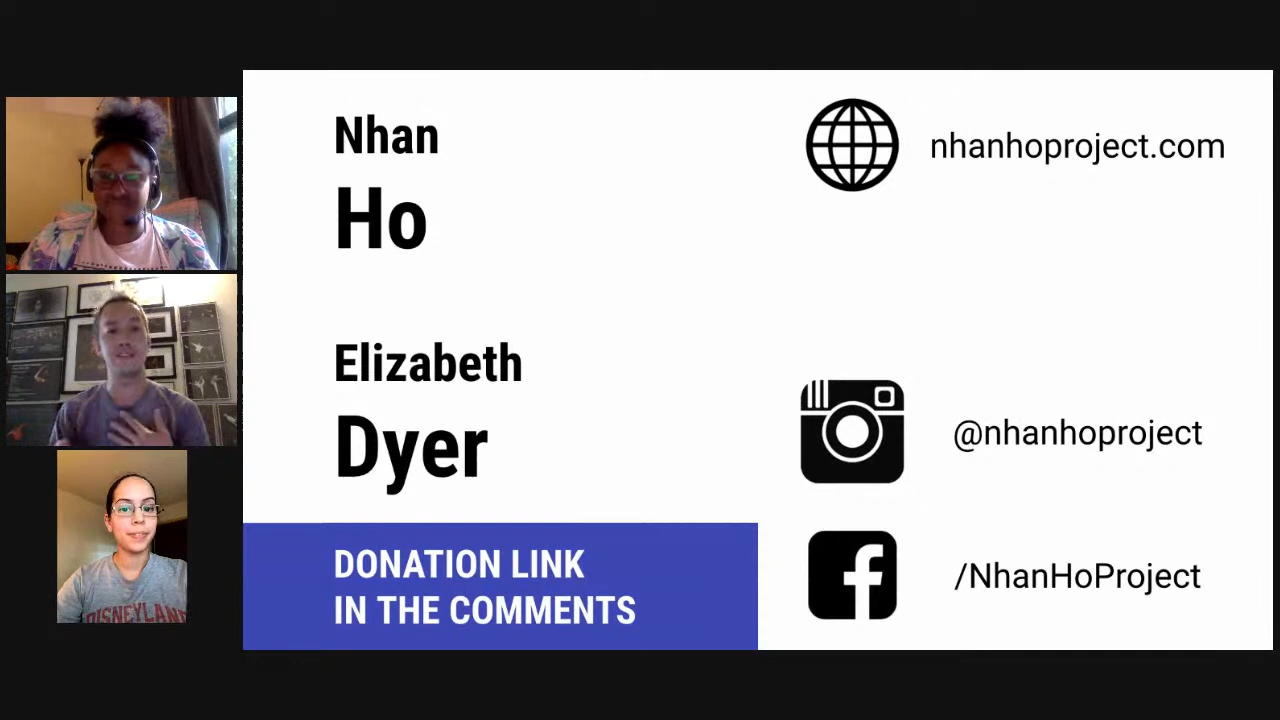 Nhan
Ho
Elizabeth
Dyer
DONATION LINK
IN THE COMMENTS
nhanhoproject.com
@nhanhoproject
/NhanHoProject
DISNEYLAND